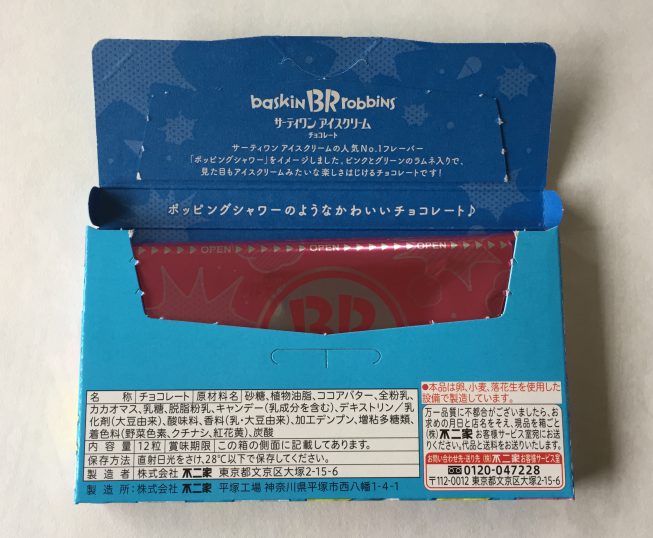 baskin BR robbins
サーティワン アイスクリーム
チョコレート
サーティワン アイスクリームの人気No.1フレーバー
「ポッピングシャワー」をイメージしました。ピンクとグリーンのラムネ入りで、
見た目もアイスクリームみたいな楽しさはじけるチョコレートです!
ポッピングシャワーのようなかわいいチョコレート♪
OPEN OPEN OPEN
BR
名 称 チョコレート 原材料名 砂糖、植物油脂、ココアバター、全粉乳、
カカオマス、乳糖、脱脂粉乳、キャンデー(乳成分を含む)、デキストリン/乳
化剤(大豆由来)、酸味料、香料(乳・大豆由来)、加工デンプン、増粘多糖類、
着色料(野菜色素、クチナシ、紅花黄)、炭酸
内 容 量 12粒 賞味期限 この箱の側面に記載してあります。
保存方法 直射日光をさけ、28℃以下で保存してください。
製 造 者 株式会社 不二家 東京都文京区大塚2-15-6
製 造 所:株式会社 不二家 平塚工場 神奈川県平塚市西八幡1-4-1
●本品は卵、小麦、落花生を使用した
設備で製造しています。
万一品質に不都合がございましたら、お
求めの月日と店名をそえ、現品を箱ごと
(株)不二家 お客様サービス室宛にお送
りください。代品と送料をお送りいたします。
お問い合わせ先・送り先 (株)不二家お客様サービス室
0120-047228
〒112-0012 東京都文京区大塚2-15-6